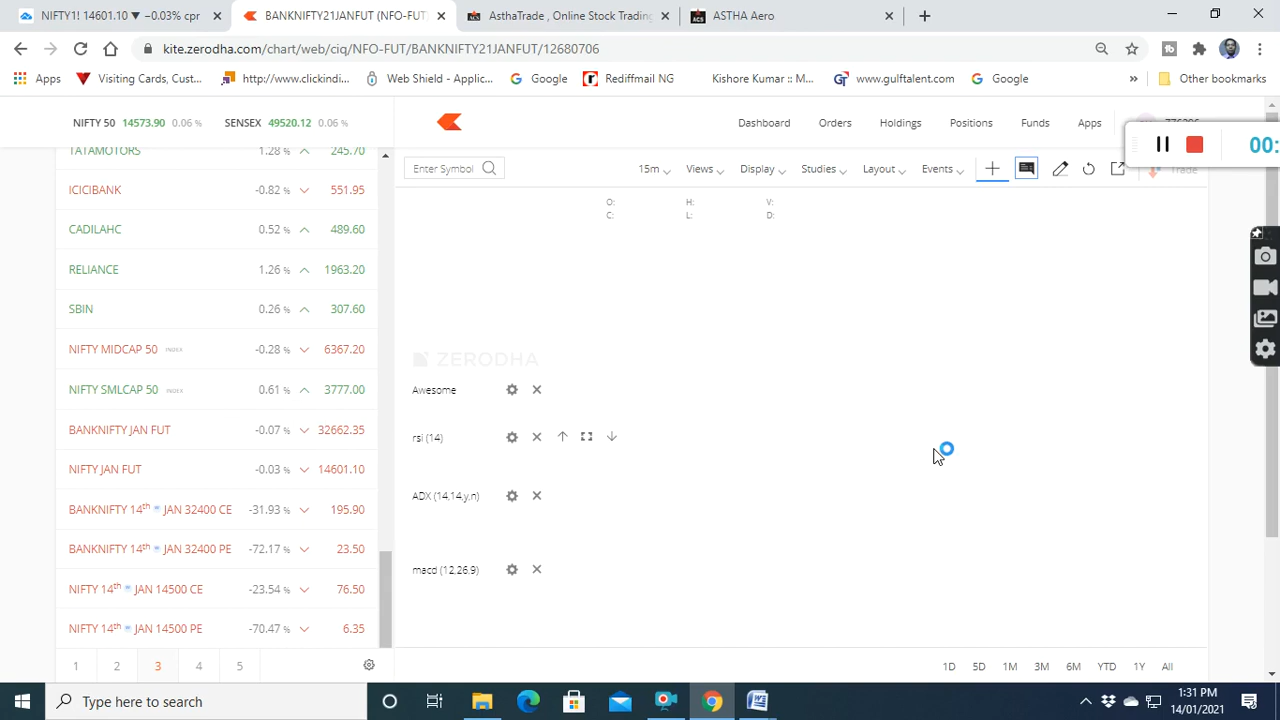 NIFTY1! 14601.10 ▼ −0.03% cpr
BANKNIFTY21JANFUT (NFO-FUT
AsthaTrade , Online Stock Trading
ASTHA Aero
kite.zerodha.com/chart/web/ciq/NFO-FUT/BANKNIFTY21JANFUT/12680706
Apps
Visiting Cards, Cust...
http://www.clickindi...
Web Shield - Applic...
Google
Rediffmail NG
Kishore Kumar :: M...
www.gulftalent.com
Google
»
Other bookmarks
NIFTY 50 14573.90 0.06 %
SENSEX 49520.12 0.06 %
Dashboard
Orders
Holdings
Positions
Funds
Apps
00:
TATAMOTORS 1.28 % 245.70
ICICIBANK -0.82 % 551.95
CADILAHC 0.52 % 489.60
RELIANCE 1.26 % 1963.20
SBIN 0.26 % 307.60
NIFTY MIDCAP 50 INDEX -0.28 % 6367.20
NIFTY SMLCAP 50 INDEX 0.61 % 3777.00
BANKNIFTY JAN FUT -0.07 % 32662.35
NIFTY JAN FUT -0.03 % 14601.10
BANKNIFTY 14th JAN 32400 CE -31.93 % 195.90
BANKNIFTY 14th JAN 32400 PE -72.17 % 23.50
NIFTY 14th JAN 14500 CE -23.54 % 76.50
NIFTY 14th JAN 14500 PE -70.47 % 6.35
1 2 3 4 5
Enter Symbol
15m
Views
Display
Studies
Layout
Events
Trade
O: H: V:
C: L: D:
ZERODHA
Awesome
rsi (14)
ADX (14,14,y,n)
macd (12,26,9)
1D 5D 1M 3M 6M YTD 1Y All
Type here to search
1:31 PM
14/01/2021